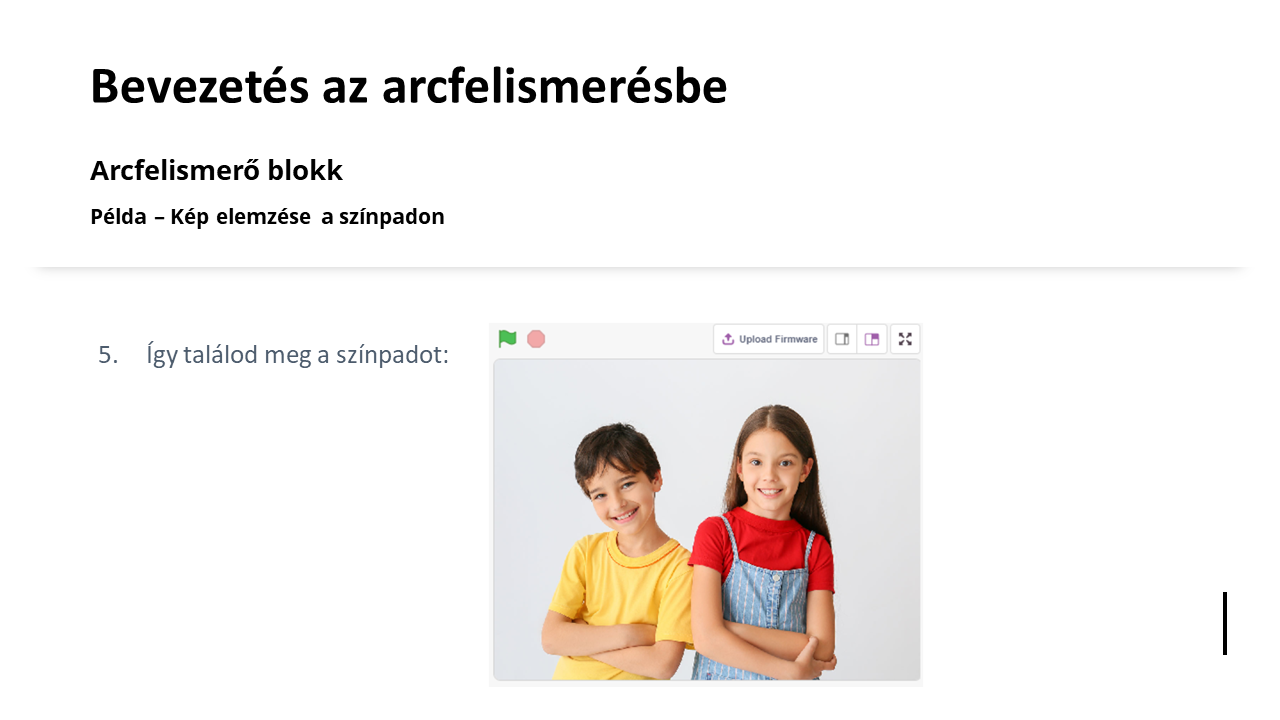 Bevezetés az arcfelismerésbe
Arcfelismerő blokk
Példa – Kép elemzése a színpadon
5. Így találod meg a színpadot:
Upload Firmware